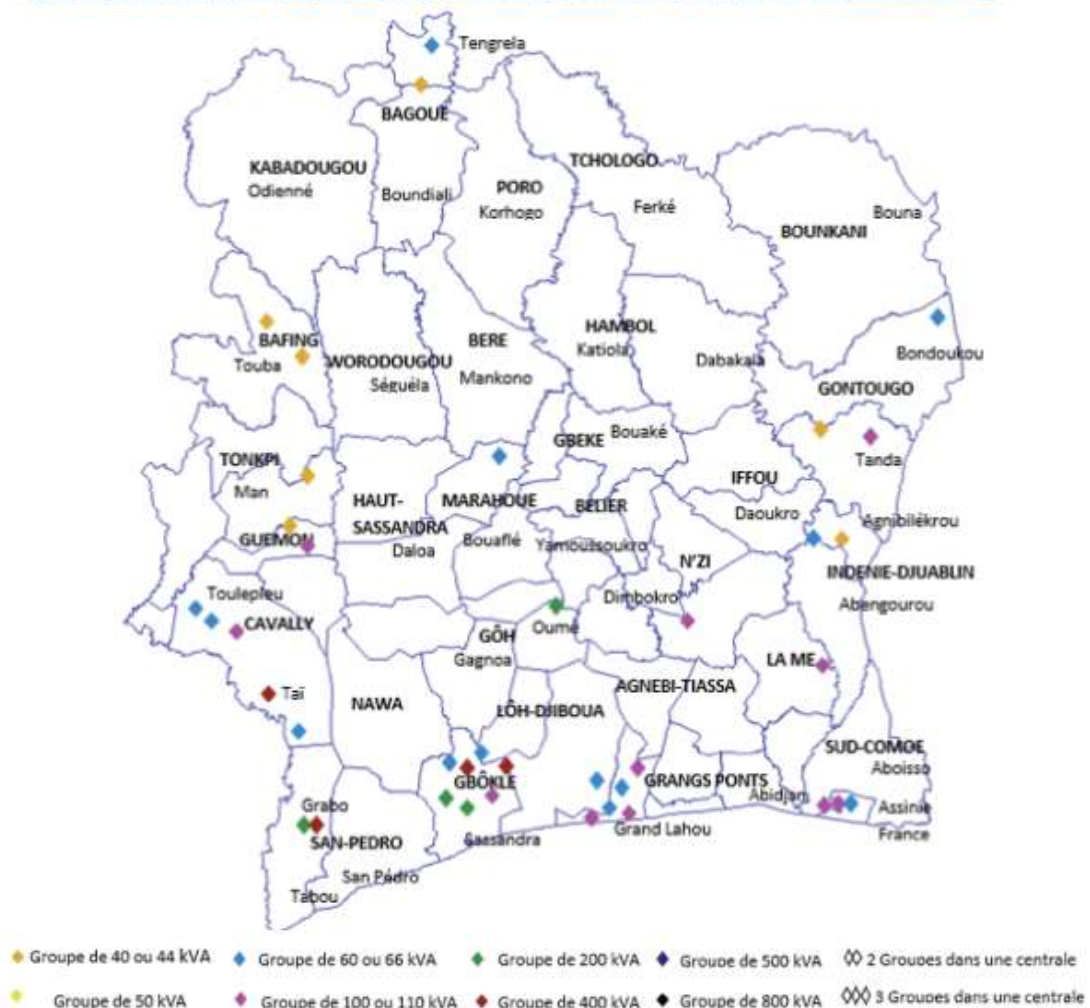 Tengrela
BAGOUE
KABADOUGOU
Odienné
Boundiali
PORO
Korhogo
TCHOLOGO
Ferké
Bouna
BOUNKANI
BAFING
Touba
WORODOUGOU
Séguéla
BERE
Mankono
HAMBOL
Katiola
Dabakala
Bondoukou
GONTOUGO
Tanda
TONKPI
Man
GUEMON
HAUT-
SASSANDRA
Daloa
MARAHOUE
Bouaflé
GBEKE
Bouaké
BELIER
Yamoussoukro
IFFOU
Daoukro
N'ZI
Dimbokro
Agnibilékrou
INDENIE-DJUABLIN
Abengourou
Toulepleu
CAVALLY
Taï
NAWA
GÔH
Gagnoa
Oumé
LÔH-DJIBOUA
AGNEBI-TIASSA
LA ME
SUD-COMOE
Aboisso
GBÔKLE
Sassandra
GRANGS PONTS
Grand Lahou
Abidjan
Assinie
France
Grabo
SAN-PEDRO
San Pédro
Tabou
Groupe de 40 ou 44 kVA Groupe de 60 ou 66 kVA Groupe de 200 kVA Groupe de 500 kVA 2 Groupes dans une centrale
Groupe de 50 kVA Groupe de 100 ou 110 kVA Groupe de 400 kVA Groupe de 800 kVA 3 Groupes dans une centrale